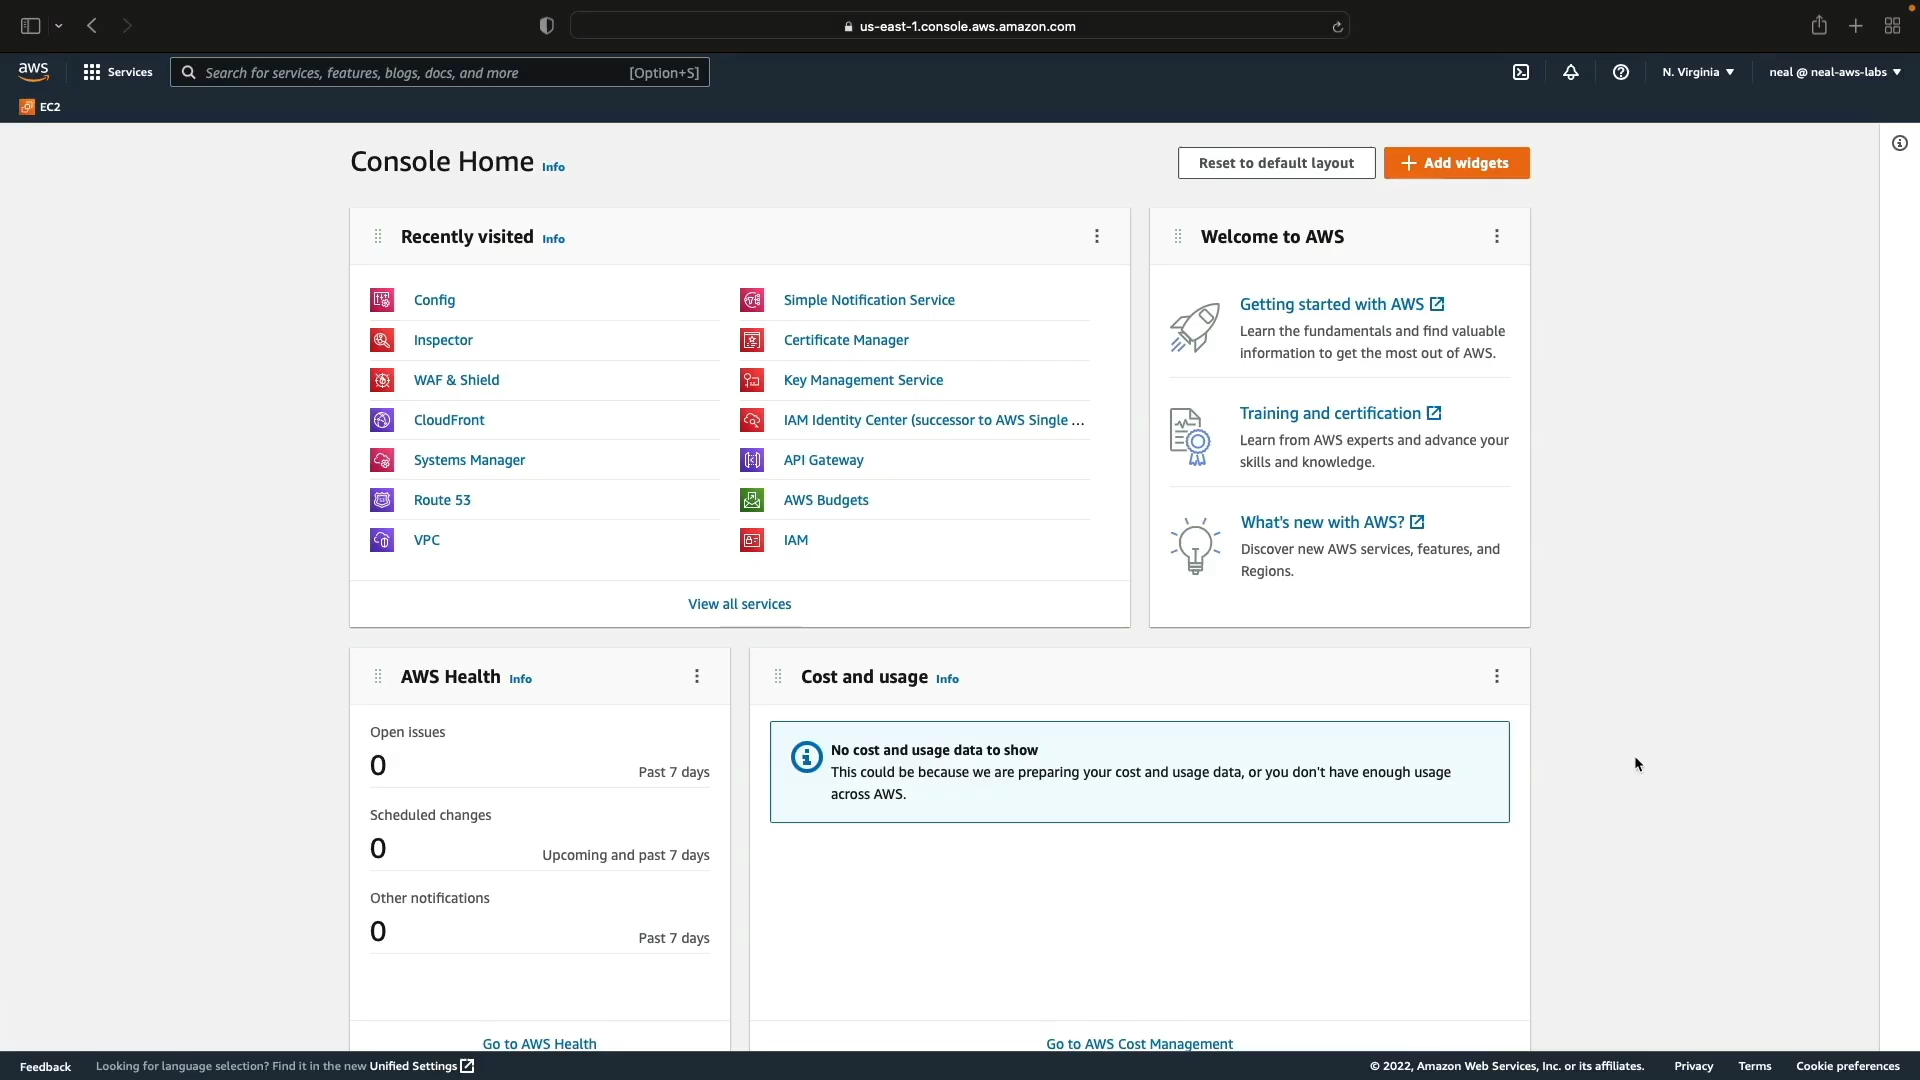 us-east-1.console.aws.amazon.com
aws
Services
Search for services, features, blogs, docs, and more
[Option+S]
N. Virginia
neal @ neal-aws-labs
EC2
Console Home Info
Reset to default layout
Add widgets
Recently visited Info
Config
Inspector
WAF & Shield
CloudFront
Systems Manager
Route 53
VPC
Simple Notification Service
Certificate Manager
Key Management Service
IAM Identity Center (successor to AWS Single ...
API Gateway
AWS Budgets
IAM
View all services
Welcome to AWS
Getting started with AWS
Learn the fundamentals and find valuable
information to get the most out of AWS.
Training and certification
Learn from AWS experts and advance your
skills and knowledge.
What's new with AWS?
Discover new AWS services, features, and
Regions.
AWS Health Info
Open issues
0
Past 7 days
Scheduled changes
0
Upcoming and past 7 days
Other notifications
0
Past 7 days
Go to AWS Health
Cost and usage Info
No cost and usage data to show
This could be because we are preparing your cost and usage data, or you don't have enough usage
across AWS.
Go to AWS Cost Management
Feedback
Looking for language selection? Find it in the new Unified Settings
© 2022, Amazon Web Services, Inc. or its affiliates.
Privacy
Terms
Cookie preferences